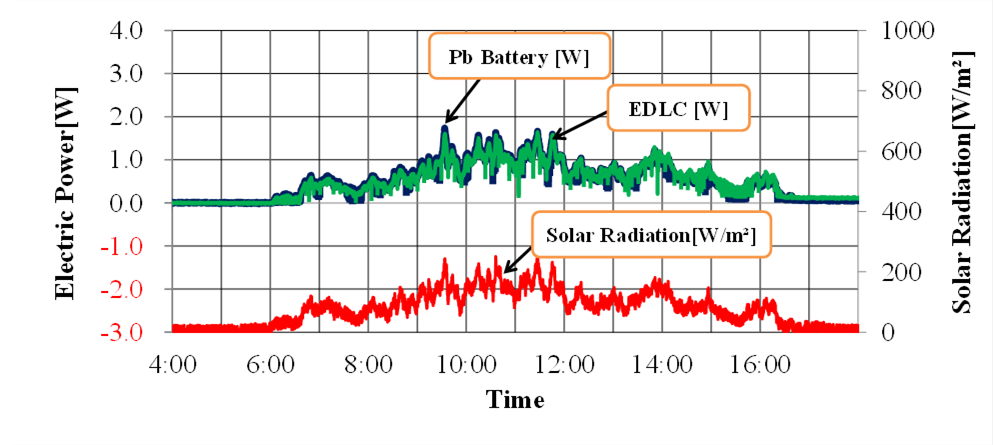 4.0
3.0
2.0
1.0
0.0
-1.0
-2.0
-3.0
Electric Power[W]
Pb Battery [W]
EDLC [W]
Solar Radiation[W/m²]
1000
800
600
400
200
0
Solar Radiation[W/m²]
4:00 6:00 8:00 10:00 12:00 14:00 16:00
Time